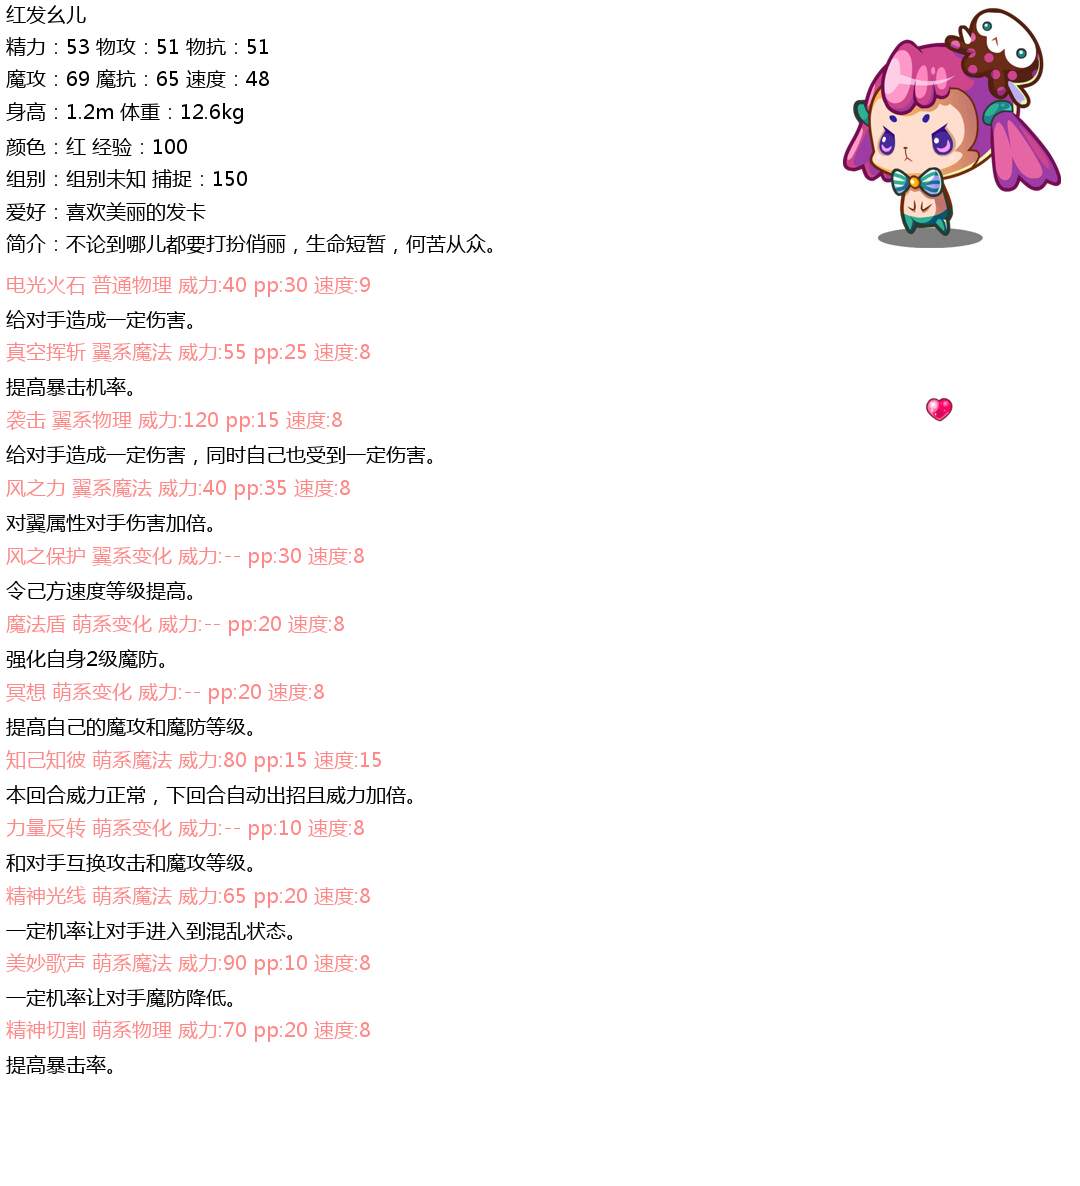 红发幺儿
精力：53 物攻：51 物抗：51
魔攻：69 魔抗：65 速度：48
身高：1.2m 体重：12.6kg
颜色：红 经验：100
组别：组别未知 捕捉：150
爱好：喜欢美丽的发卡
简介：不论到哪儿都要打扮俏丽，生命短暂，何苦从众。
电光火石 普通物理 威力:40 pp:30 速度:9
给对手造成一定伤害。
真空挥斩 翼系魔法 威力:55 pp:25 速度:8
提高暴击机率。
袭击 翼系物理 威力:120 pp:15 速度:8
给对手造成一定伤害，同时自己也受到一定伤害。
风之力 翼系魔法 威力:40 pp:35 速度:8
对翼属性对手伤害加倍。
风之保护 翼系变化 威力:-- pp:30 速度:8
令己方速度等级提高。
魔法盾 萌系变化 威力:-- pp:20 速度:8
强化自身2级魔防。
冥想 萌系变化 威力:-- pp:20 速度:8
提高自己的魔攻和魔防等级。
知己知彼 萌系魔法 威力:80 pp:15 速度:15
本回合威力正常，下回合自动出招且威力加倍。
力量反转 萌系变化 威力:-- pp:10 速度:8
和对手互换攻击和魔攻等级。
精神光线 萌系魔法 威力:65 pp:20 速度:8
一定机率让对手进入到混乱状态。
美妙歌声 萌系魔法 威力:90 pp:10 速度:8
一定机率让对手魔防降低。
精神切割 萌系物理 威力:70 pp:20 速度:8
提高暴击率。